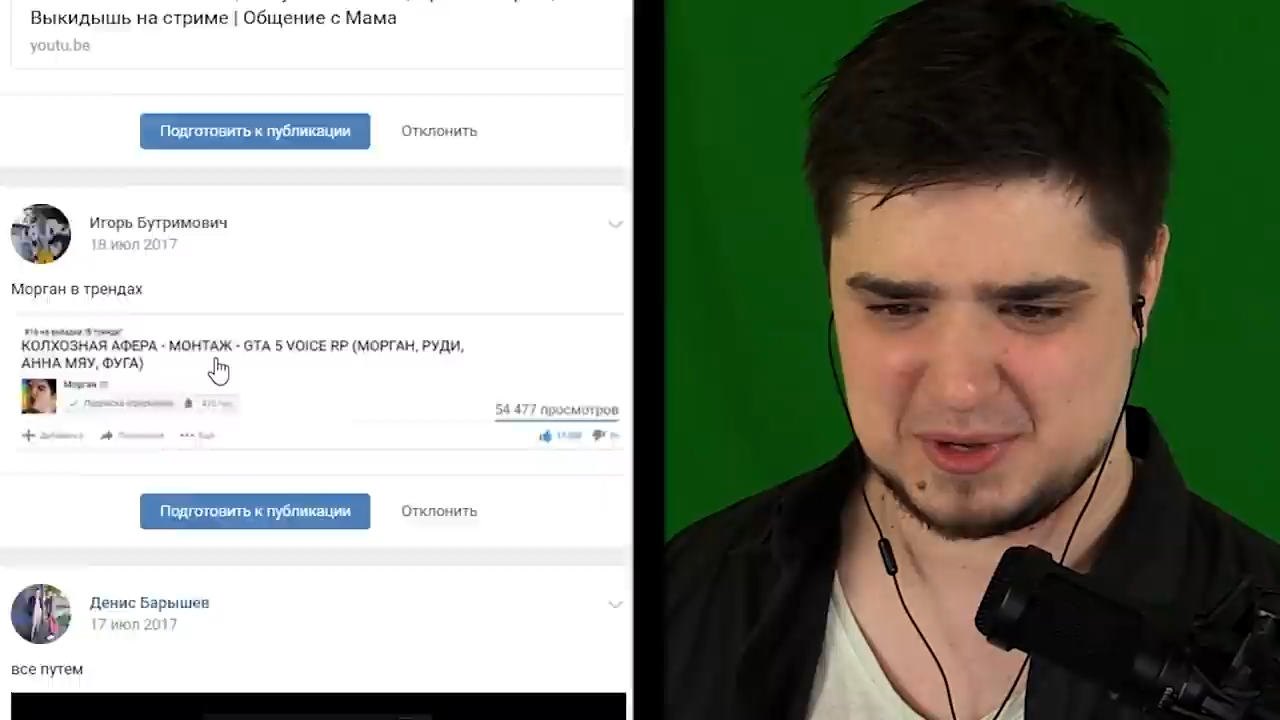 Выкидышь на стриме | Общение с Мама
youtu.be
Подготовить к публикации
Отклонить
Игорь Бутримович
18 июл 2017
Морган в трендах
КОЛХОЗНАЯ АФЕРА - МОНТАЖ - GTA 5 VOICE RP (МОРГАН, РУДИ,
АННА МЯУ, ФУГА)
Морган
54 477 просмотров
Подготовить к публикации
Отклонить
Денис Барышев
17 июл 2017
все путем